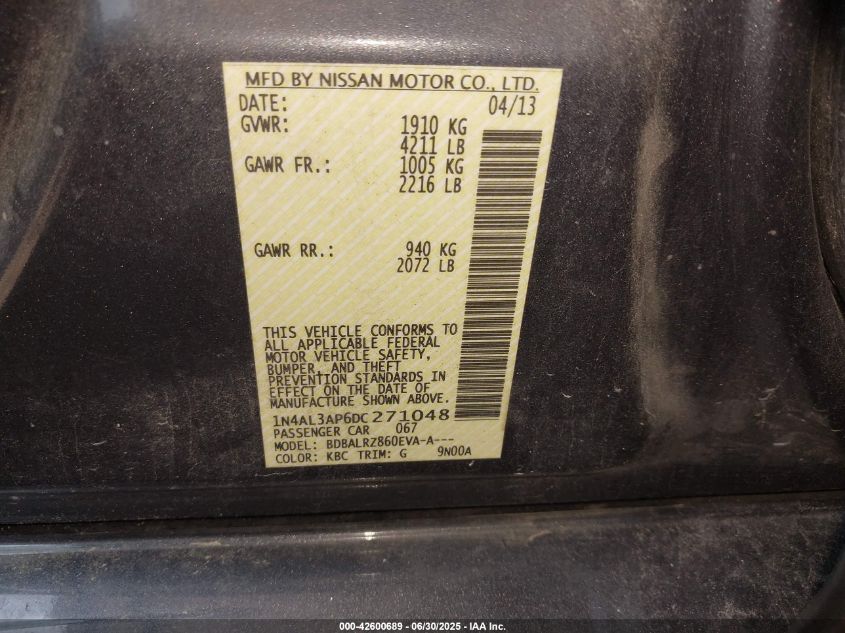 MFD BY NISSAN MOTOR CO., LTD.
DATE: 04/13
GVWR: 1910 KG
4211 LB
GAWR FR.: 1005 KG
2216 LB
GAWR RR.: 940 KG
2072 LB
THIS VEHICLE CONFORMS TO
ALL APPLICABLE FEDERAL
MOTOR VEHICLE SAFETY,
BUMPER, AND THEFT
PREVENTION STANDARDS IN
EFFECT ON THE DATE OF
MANUFACTURE SHOWN ABOVE.
1N4AL3AP6DC271048
PASSENGER CAR 067
MODEL: BDBALRZ860EVA-A---
COLOR: KBC TRIM: G 9N00A
000-42600689 - 06/30/2025 - IAA Inc.